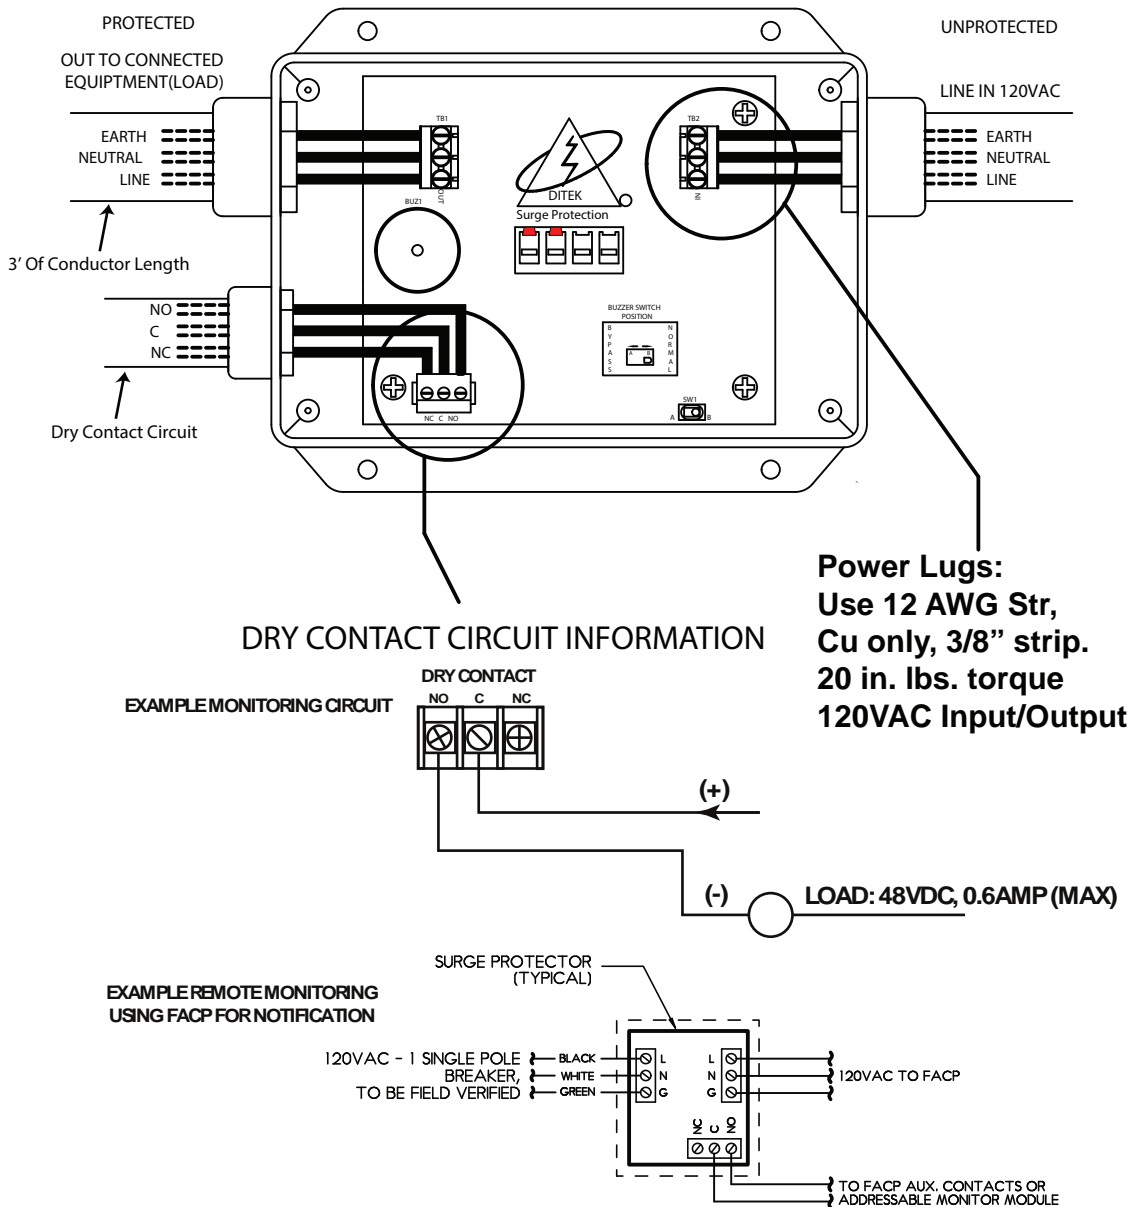 PROTECTED
UNPROTECTED
OUT TO CONNECTED
EQUIPTMENT(LOAD)
LINE IN 120VAC
EARTH
NEUTRAL
LINE
TB1
OUT
TB2
IN
EARTH
NEUTRAL
LINE
DITEK
Surge Protection
BUZ1
3’ Of Conductor Length
NO
C
NC
Dry Contact Circuit
BUZZER SWITCH
POSITION
BYPASS
A B
NORMAL
SW1
A B
NC C NO
Power Lugs:
Use 12 AWG Str,
Cu only, 3/8” strip.
20 in. lbs. torque
120VAC Input/Output
DRY CONTACT CIRCUIT INFORMATION
DRY CONTACT
NO C NC
EXAMPLE MONITORING CIRCUIT
(+)
(-)
LOAD: 48VDC, 0.6AMP (MAX)
SURGE PROTECTOR
(TYPICAL)
EXAMPLE REMOTE MONITORING
USING FACP FOR NOTIFICATION
120VAC - 1 SINGLE POLE
BREAKER,
TO BE FIELD VERIFIED
BLACK
WHITE
GREEN
L
N
G
L
N
G
120VAC TO FACP
NC C NO
TO FACP AUX. CONTACTS OR
ADDRESSABLE MONITOR MODULE